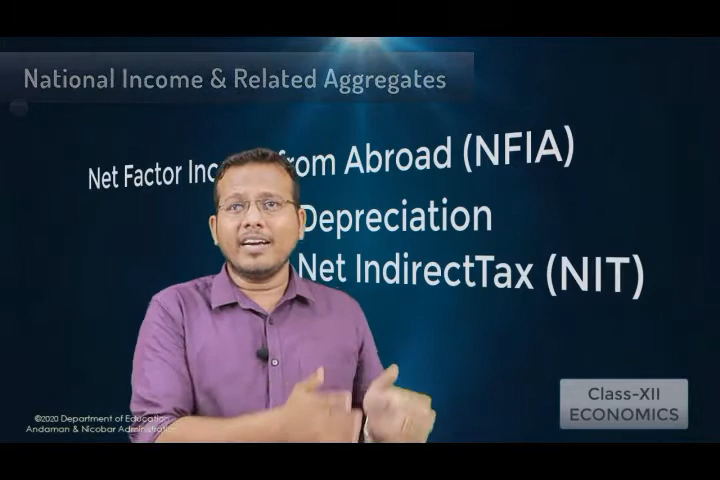 National Income & Related Aggregates
Net Factor from Abroad (NFIA)
Depreciation
Net IndirectTax (NIT)
Class-XII
ECONOMICS
©2020 Department of Education
Andaman & Nicobar Administration